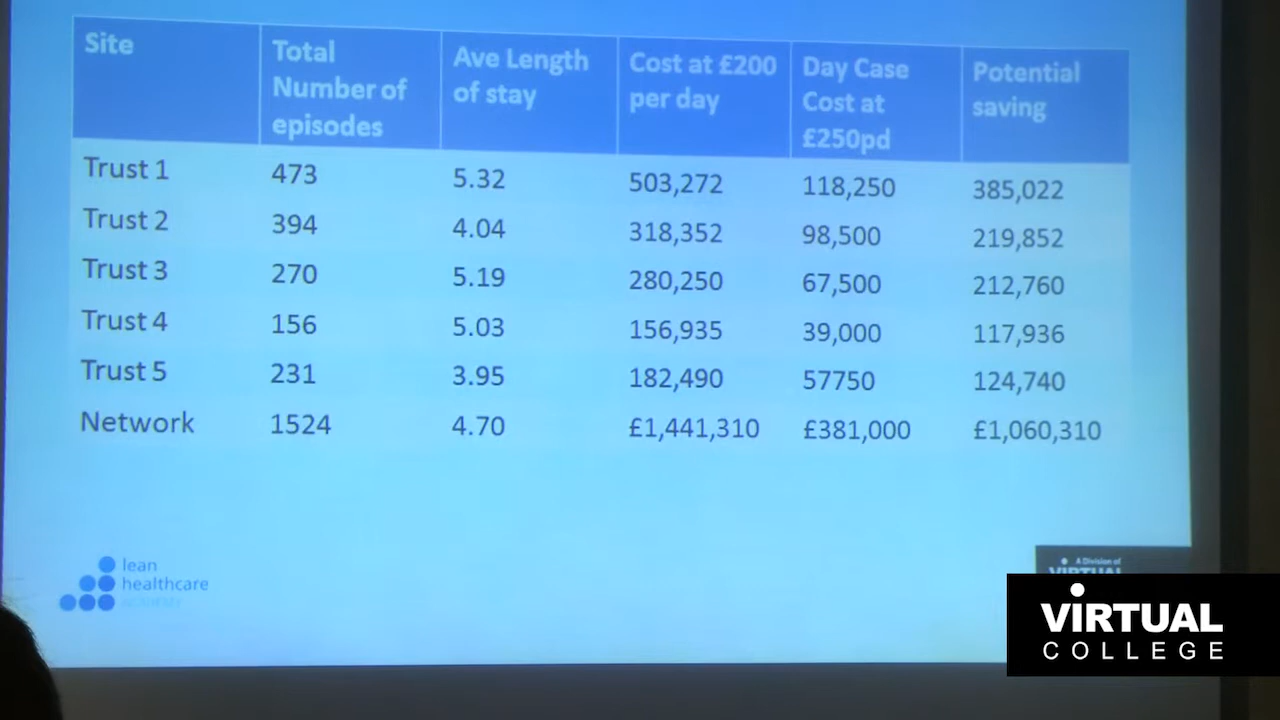 Site
Total
Number of
episodes
Ave Length
of stay
Cost at £200
per day
Day Case
Cost at
£250pd
Potential
saving
Trust 1 473 5.32 503,272 118,250 385,022
Trust 2 394 4.04 318,352 98,500 219,852
Trust 3 270 5.19 280,250 67,500 212,760
Trust 4 156 5.03 156,935 39,000 117,936
Trust 5 231 3.95 182,490 57750 124,740
Network 1524 4.70 £1,441,310 £381,000 £1,060,310
lean
healthcare
ACADEMY
A Division of
VIRTUAL
VIRTUAL
COLLEGE